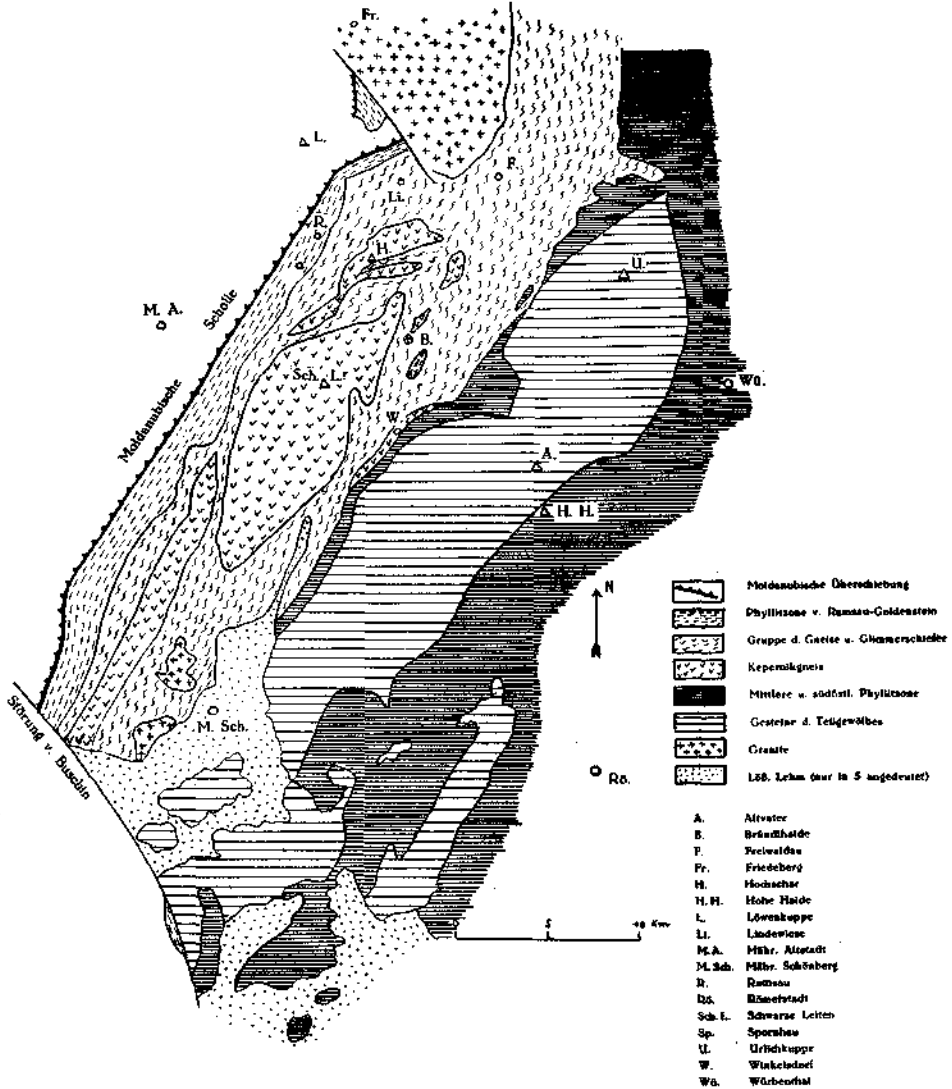 Fr.
L.
F.
Li.
R.
H.
Ü.
M. A.
Scholle
B.
Wü.
Sch. L.
Moldanubische
W.
A.
H. H.
N
Moldanubische Überschiebung
Phyllitzone v. Ramsau-Goldenstein
Gruppe d. Gneise u. Glimmerschiefer
Kepernikgneis
Mittlere u. südöstl. Phyllitzone
Störung v. Buschin
M. Sch.
Gesteine d. Teßgewölbes
Granite
Rö.
Löß, Lehm (nur in S angedeutet)
A. Altvater
B. Bründlhaide
F. Freiwaldau
Fr. Friedeberg
H. Hochschar
H. H. Hohe Haide
5 10 Km
L. Löwenkuppe
Li. Lindewiese
M. A. Mähr. Altstadt
M. Sch. Mähr. Schönberg
R. Ramsau
Rö. Römerstadt
Sch. L. Schwarze Leiten
Sp. Spornhau
Ü. Ürlichkuppe
W. Winkelsdorf
Wü. Würbenthal